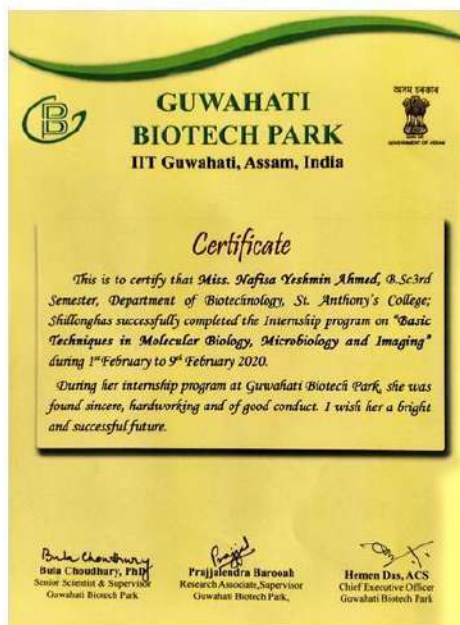 GUWAHATI
BIOTECH PARK
IIT Guwahati, Assam, India
অসম চৰকাৰ
GOVERNMENT OF ASSAM
Certificate
This is to certify that Miss. Nafisa Yeshmin Ahmed, B.Sc3rd
Semester, Department of Biotechnology, St. Anthony's College;
Shillonghas successfully completed the Internship program on "Basic
Techniques in Molecular Biology, Microbiology and Imaging"
during 1st February to 9th February 2020.
During her internship program at Guwahati Biotech Park, she was
found sincere, hardworking and of good conduct. I wish her a bright
and successful future.
Bula Choudhury
Bula Choudhury, PhD
Senior Scientist & Supervisor
Guwahati Biotech Park
Prajjalendra Barooah
Research Associate,Supervisor
Guwahati Biotech Park,
Hemen Das, ACS
Chief Executive Officer
Guwahati Biotech Park